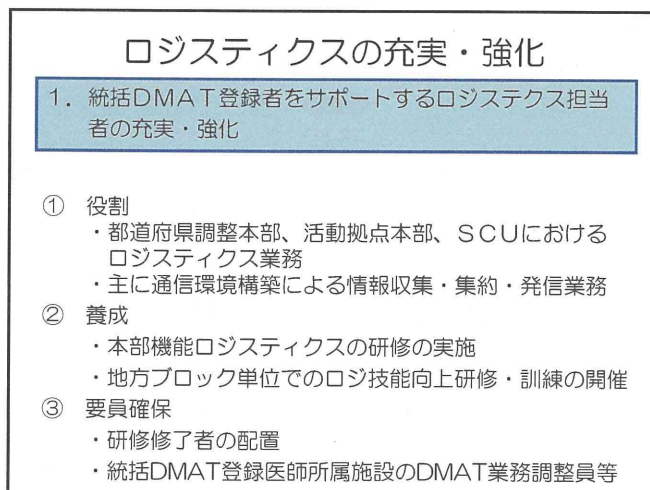 ロジスティクスの充実・強化
1．統括DMAT登録者をサポートするロジステクス担当
者の充実・強化
① 役割
・都道府県調整本部、活動拠点本部、SCUにおける
ロジスティクス業務
・主に通信環境構築による情報収集・集約・発信業務
② 養成
・本部機能ロジスティクスの研修の実施
・地方ブロック単位でのロジ技能向上研修・訓練の開催
③ 要員確保
・研修修了者の配置
・統括DMAT登録医師所属施設のDMAT業務調整員等